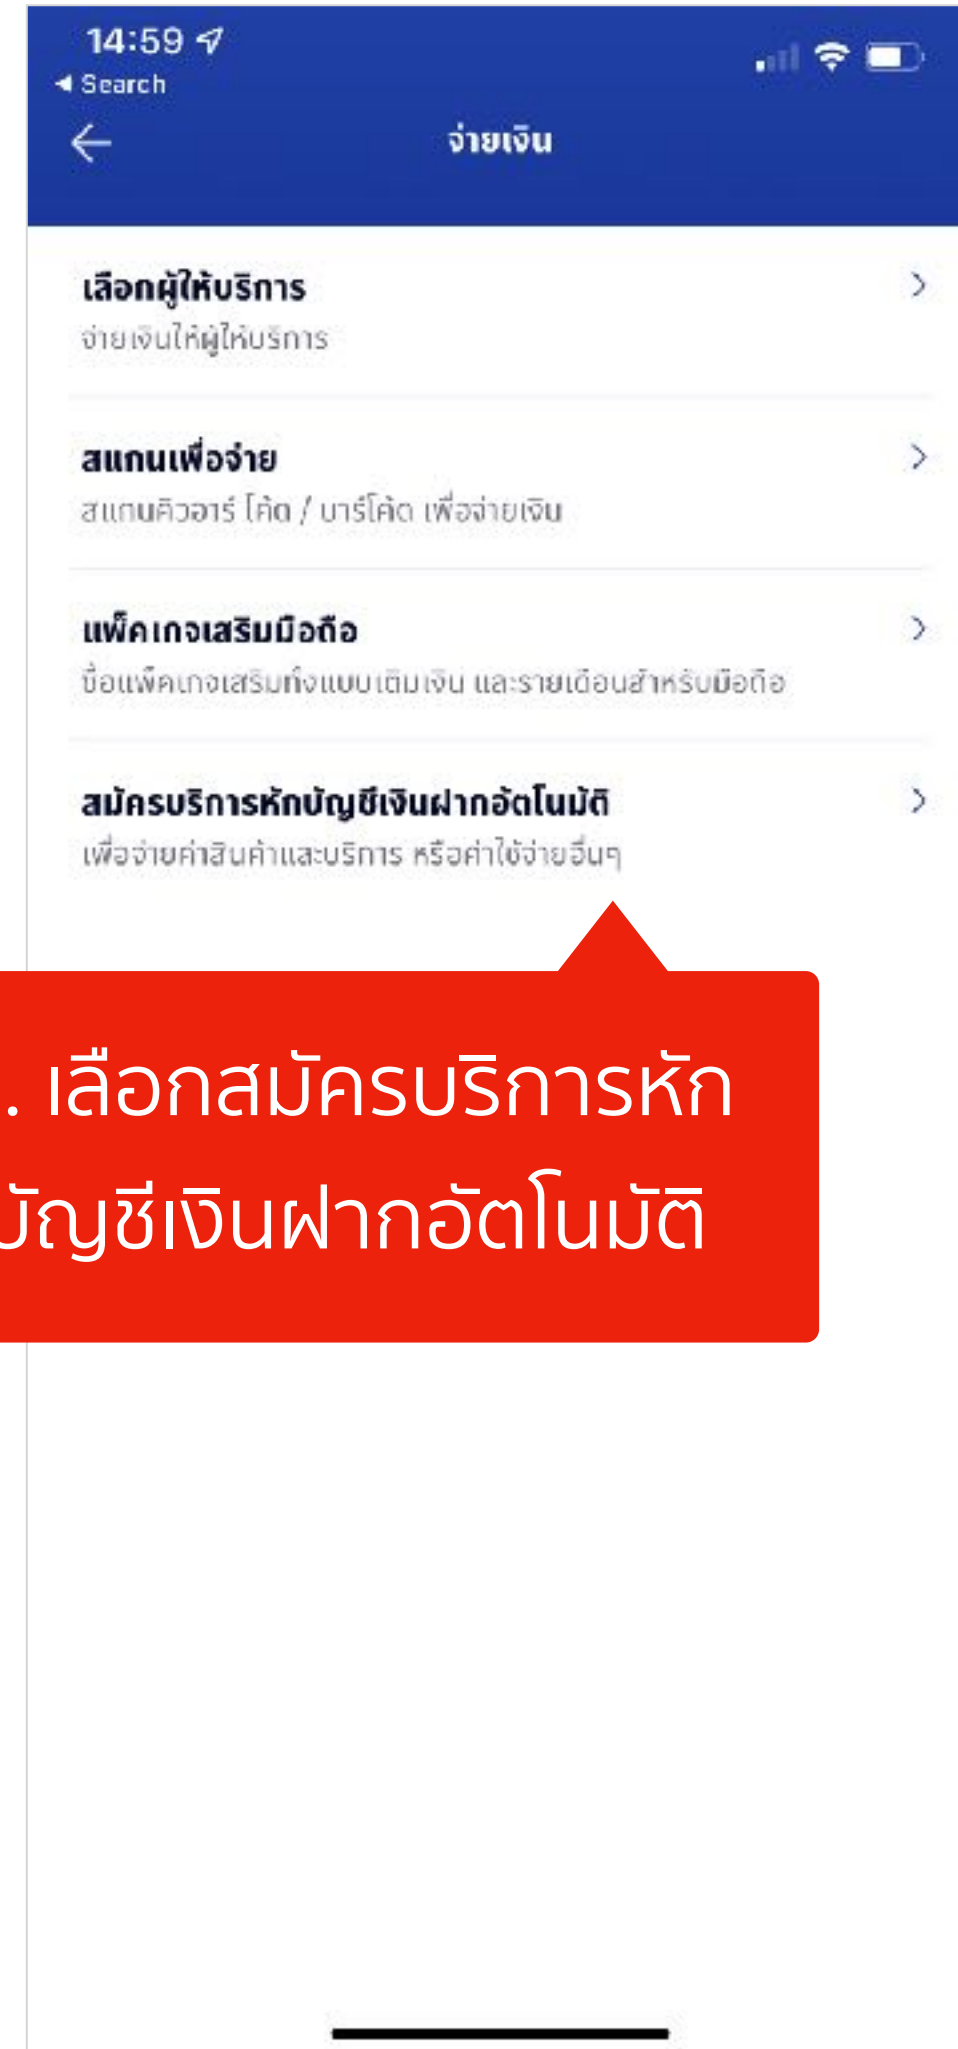 14:59
◀ Search
จ่ายเงิน
เลือกผู้ให้บริการ
จ่ายเงินให้ผู้ให้บริการ
สแกนเพื่อจ่าย
สแกนคิวอาร์ โค้ด / บาร์โค้ด เพื่อจ่ายเงิน
แพ็คเกจเสริมมือถือ
ซื้อแพ็คเกจเสริมทั้งแบบเติมเงิน และรายเดือนสำหรับมือถือ
สมัครบริการหักบัญชีเงินฝากอัตโนมัติ
เพื่อจ่ายค่าสินค้าและบริการ หรือค่าใช้จ่ายอื่นๆ
. เลือกสมัครบริการหัก
บัญชีเงินฝากอัตโนมัติ